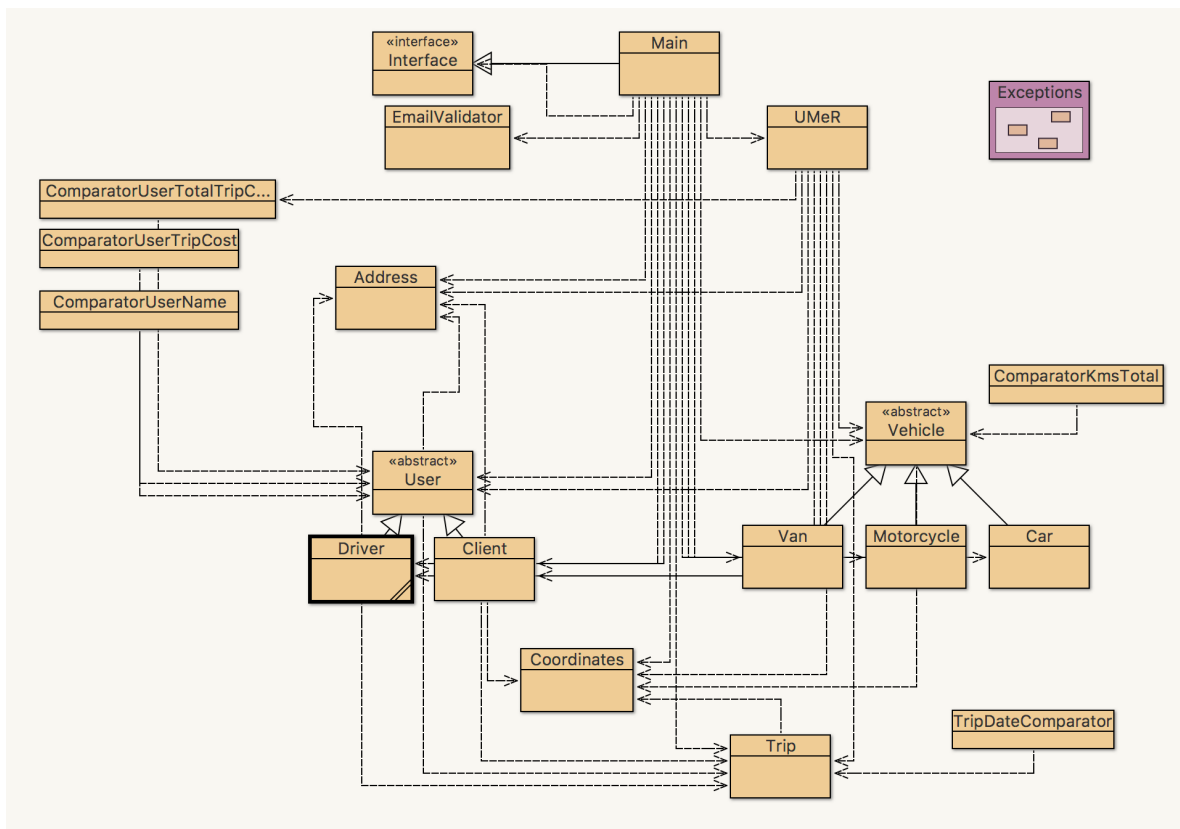 «interface»
Interface
Main
Exceptions
EmailValidator
UMeR
ComparatorUserTotalTripC...
ComparatorUserTripCost
Address
ComparatorUserName
ComparatorKmsTotal
«abstract»
Vehicle
«abstract»
User
Van
Motorcycle
Car
Driver
Client
Coordinates
TripDateComparator
Trip